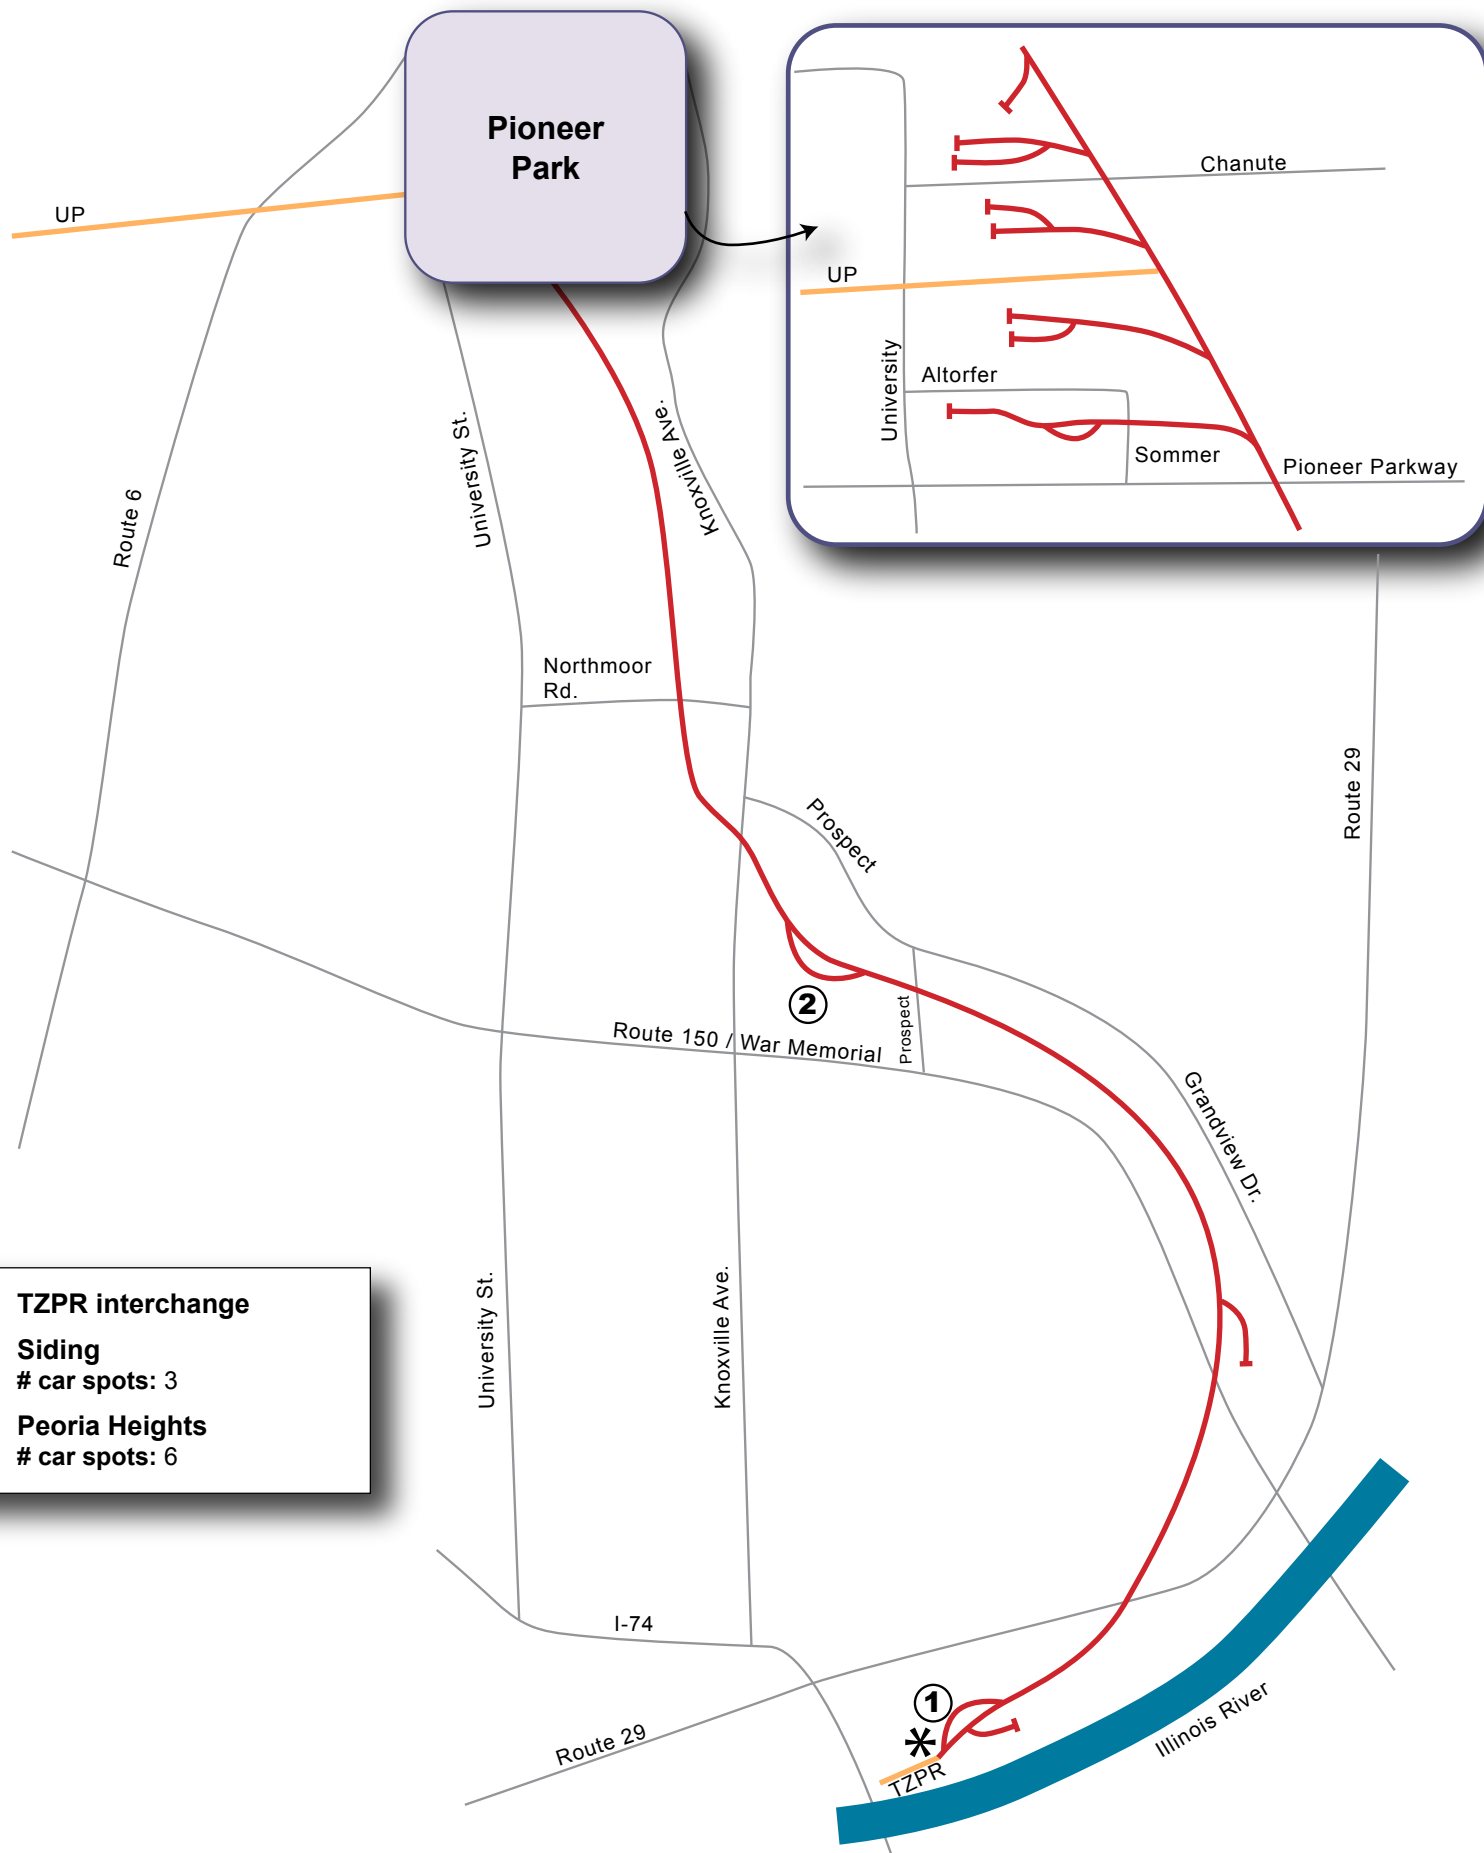 Pioneer
Park
UP
Chanute
UP
University
Altorfer
Sommer
Pioneer Parkway
Route 6
University St.
Knoxville Ave.
Northmoor
Rd.
Prospect
Route 29
2
Prospect
Route 150 / War Memorial
Grandview Dr.
University St.
Knoxville Ave.
TZPR interchange
Siding
# car spots: 3
Peoria Heights
# car spots: 6
I-74
1
*
Route 29
TZPR
Illinois River